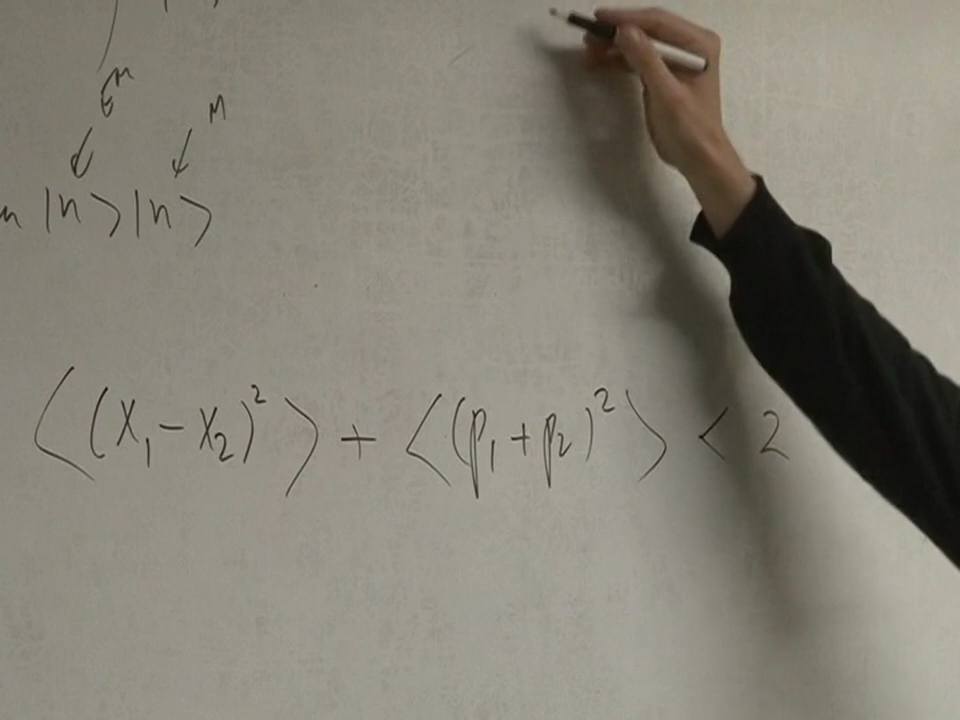 n |n>|n>
⟨(X₁-X₂)²⟩ + ⟨(p₁+p₂)²⟩ < 2